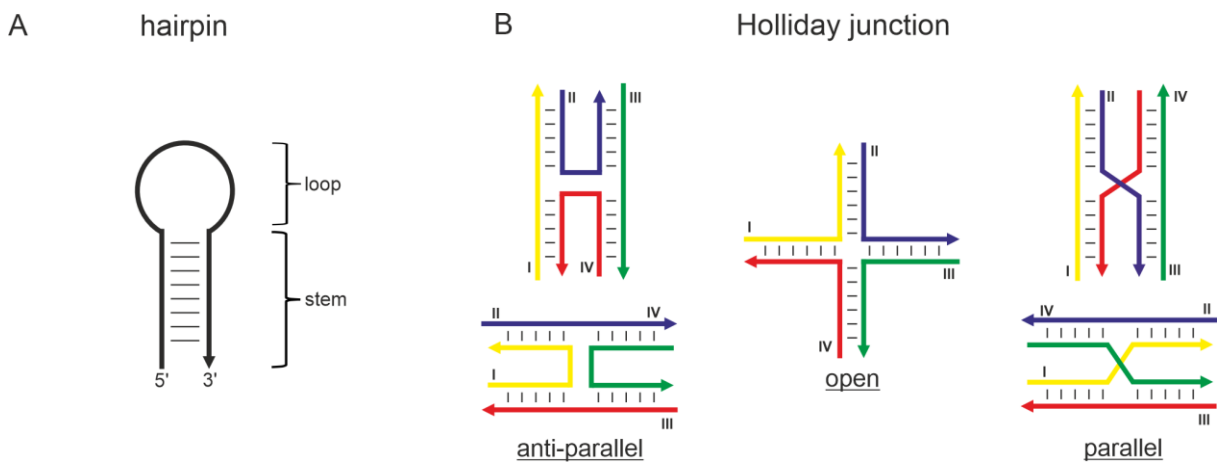 A hairpin B Holliday junction
II III
II IV
II
loop
I
III
stem
I IV
I III
II IV
IV
IV II
5' 3'
open
I
I
III
III
anti-parallel
parallel